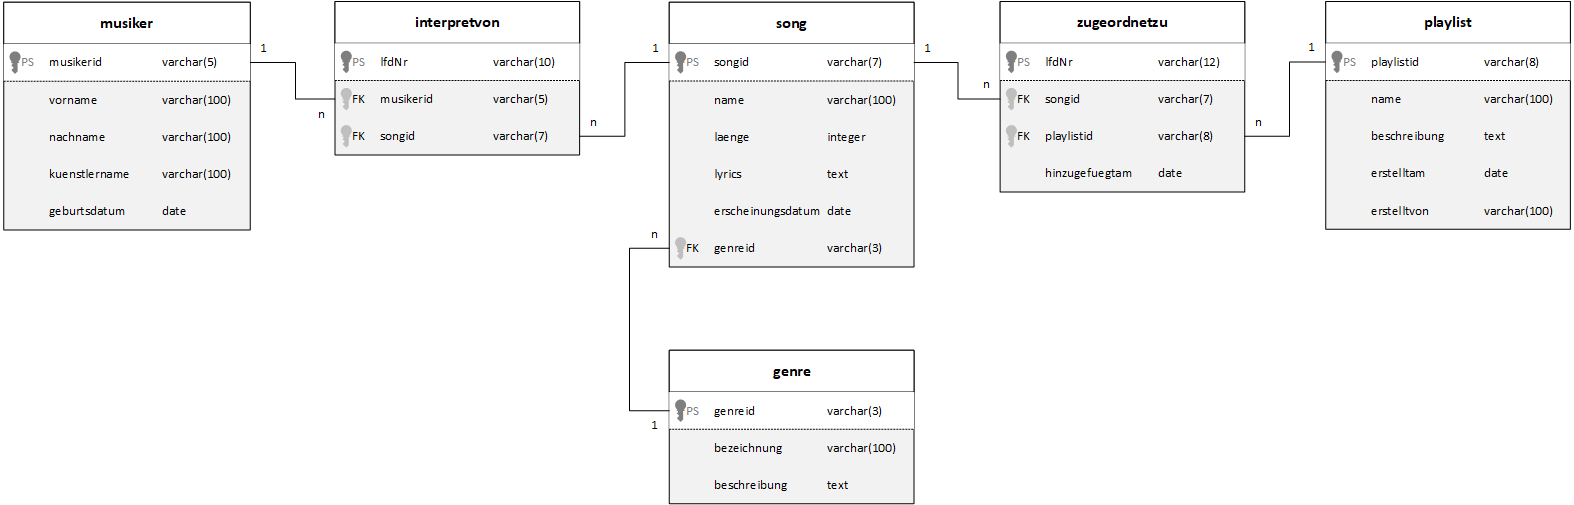 musiker
PS musikerid varchar(5)
vorname varchar(100)
nachname varchar(100)
kuenstlername varchar(100)
geburtsdatum date
1
n
interpretvon
PS lfdNr varchar(10)
FK musikerid varchar(5)
FK songid varchar(7)
n
1
song
PS songid varchar(7)
name varchar(100)
laenge integer
lyrics text
erscheinungsdatum date
FK genreid varchar(3)
n
1
genre
PS genreid varchar(3)
bezeichnung varchar(100)
beschreibung text
1
n
zugeordnetzu
PS lfdNr varchar(12)
FK songid varchar(7)
FK playlistid varchar(8)
hinzugefuegtam date
n
1
playlist
PS playlistid varchar(8)
name varchar(100)
beschreibung text
erstelltam date
erstelltvon varchar(100)